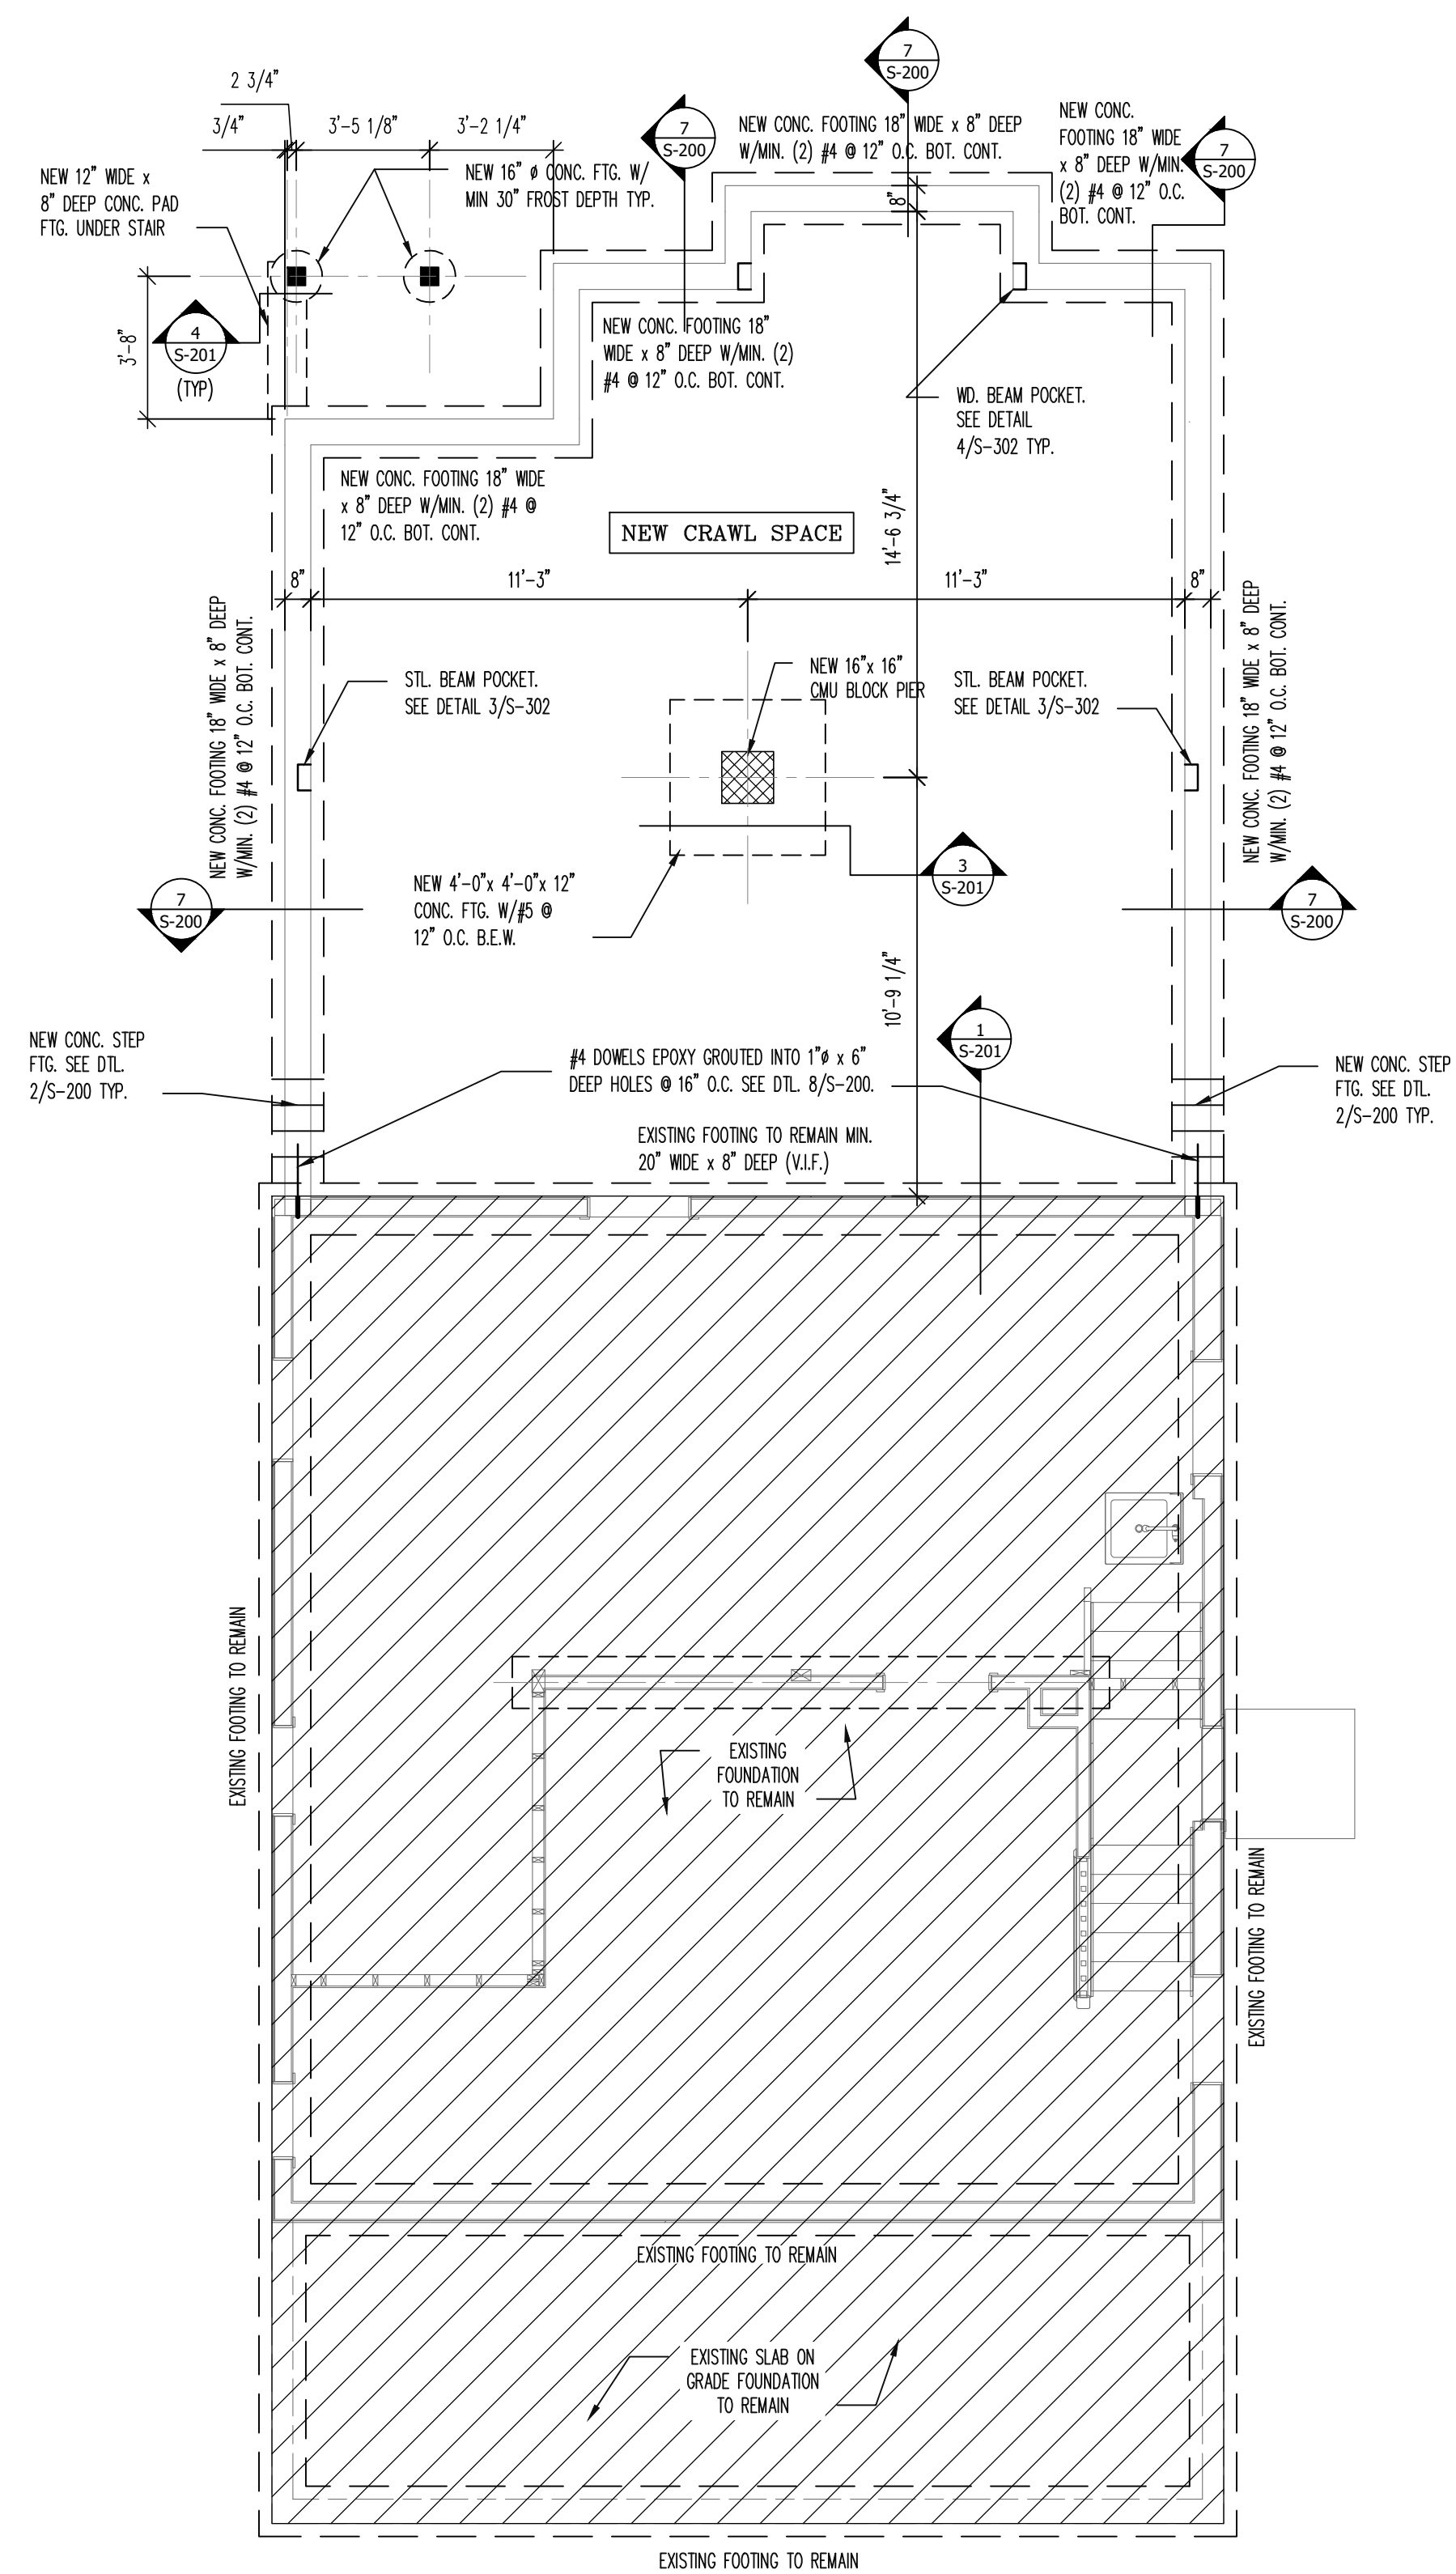 7
S-200
2 3/4"
3/4"
3'-5 1/8"
3'-2 1/4"
7
S-200
NEW CONC. FOOTING 18" WIDE x 8" DEEP
W/MIN. (2) #4 @ 12" O.C. BOT. CONT.
NEW CONC.
FOOTING 18" WIDE
x 8" DEEP W/MIN.
(2) #4 @ 12" O.C.
BOT. CONT.
7
S-200
NEW 12" WIDE x
8" DEEP CONC. PAD
FTG. UNDER STAIR
NEW 16" Ø CONC. FTG. W/
MIN 30" FROST DEPTH TYP.
8"
3'-8"
4
S-201
(TYP)
NEW CONC. FOOTING 18"
WIDE x 8" DEEP W/MIN. (2)
#4 @ 12" O.C. BOT. CONT.
WD. BEAM POCKET.
SEE DETAIL
4/S-302 TYP.
NEW CONC. FOOTING 18" WIDE
x 8" DEEP W/MIN. (2) #4 @
12" O.C. BOT. CONT.
NEW CRAWL SPACE
14'-6 3/4"
8"
11'-3"
11'-3"
8"
NEW CONC. FOOTING 18" WIDE x 8" DEEP
W/MIN. (2) #4 @ 12" O.C. BOT. CONT.
NEW CONC. FOOTING 18" WIDE x 8" DEEP
W/MIN. (2) #4 @ 12" O.C. BOT. CONT.
STL. BEAM POCKET.
SEE DETAIL 3/S-302
NEW 16"x 16"
CMU BLOCK PIER
STL. BEAM POCKET.
SEE DETAIL 3/S-302
7
S-200
NEW 4'-0"x 4'-0"x 12"
CONC. FTG. W/#5 @
12" O.C. B.E.W.
3
S-201
7
S-200
10'-9 1/4"
NEW CONC. STEP
FTG. SEE DTL.
2/S-200 TYP.
#4 DOWELS EPOXY GROUTED INTO 1"Ø x 6"
DEEP HOLES @ 16" O.C. SEE DTL. 8/S-200.
1
S-201
NEW CONC. STEP
FTG. SEE DTL.
2/S-200 TYP.
EXISTING FOOTING TO REMAIN MIN.
20" WIDE x 8" DEEP (V.I.F.)
EXISTING FOOTING TO REMAIN
EXISTING
FOUNDATION
TO REMAIN
EXISTING FOOTING TO REMAIN
EXISTING FOOTING TO REMAIN
EXISTING SLAB ON
GRADE FOUNDATION
TO REMAIN
EXISTING FOOTING TO REMAIN